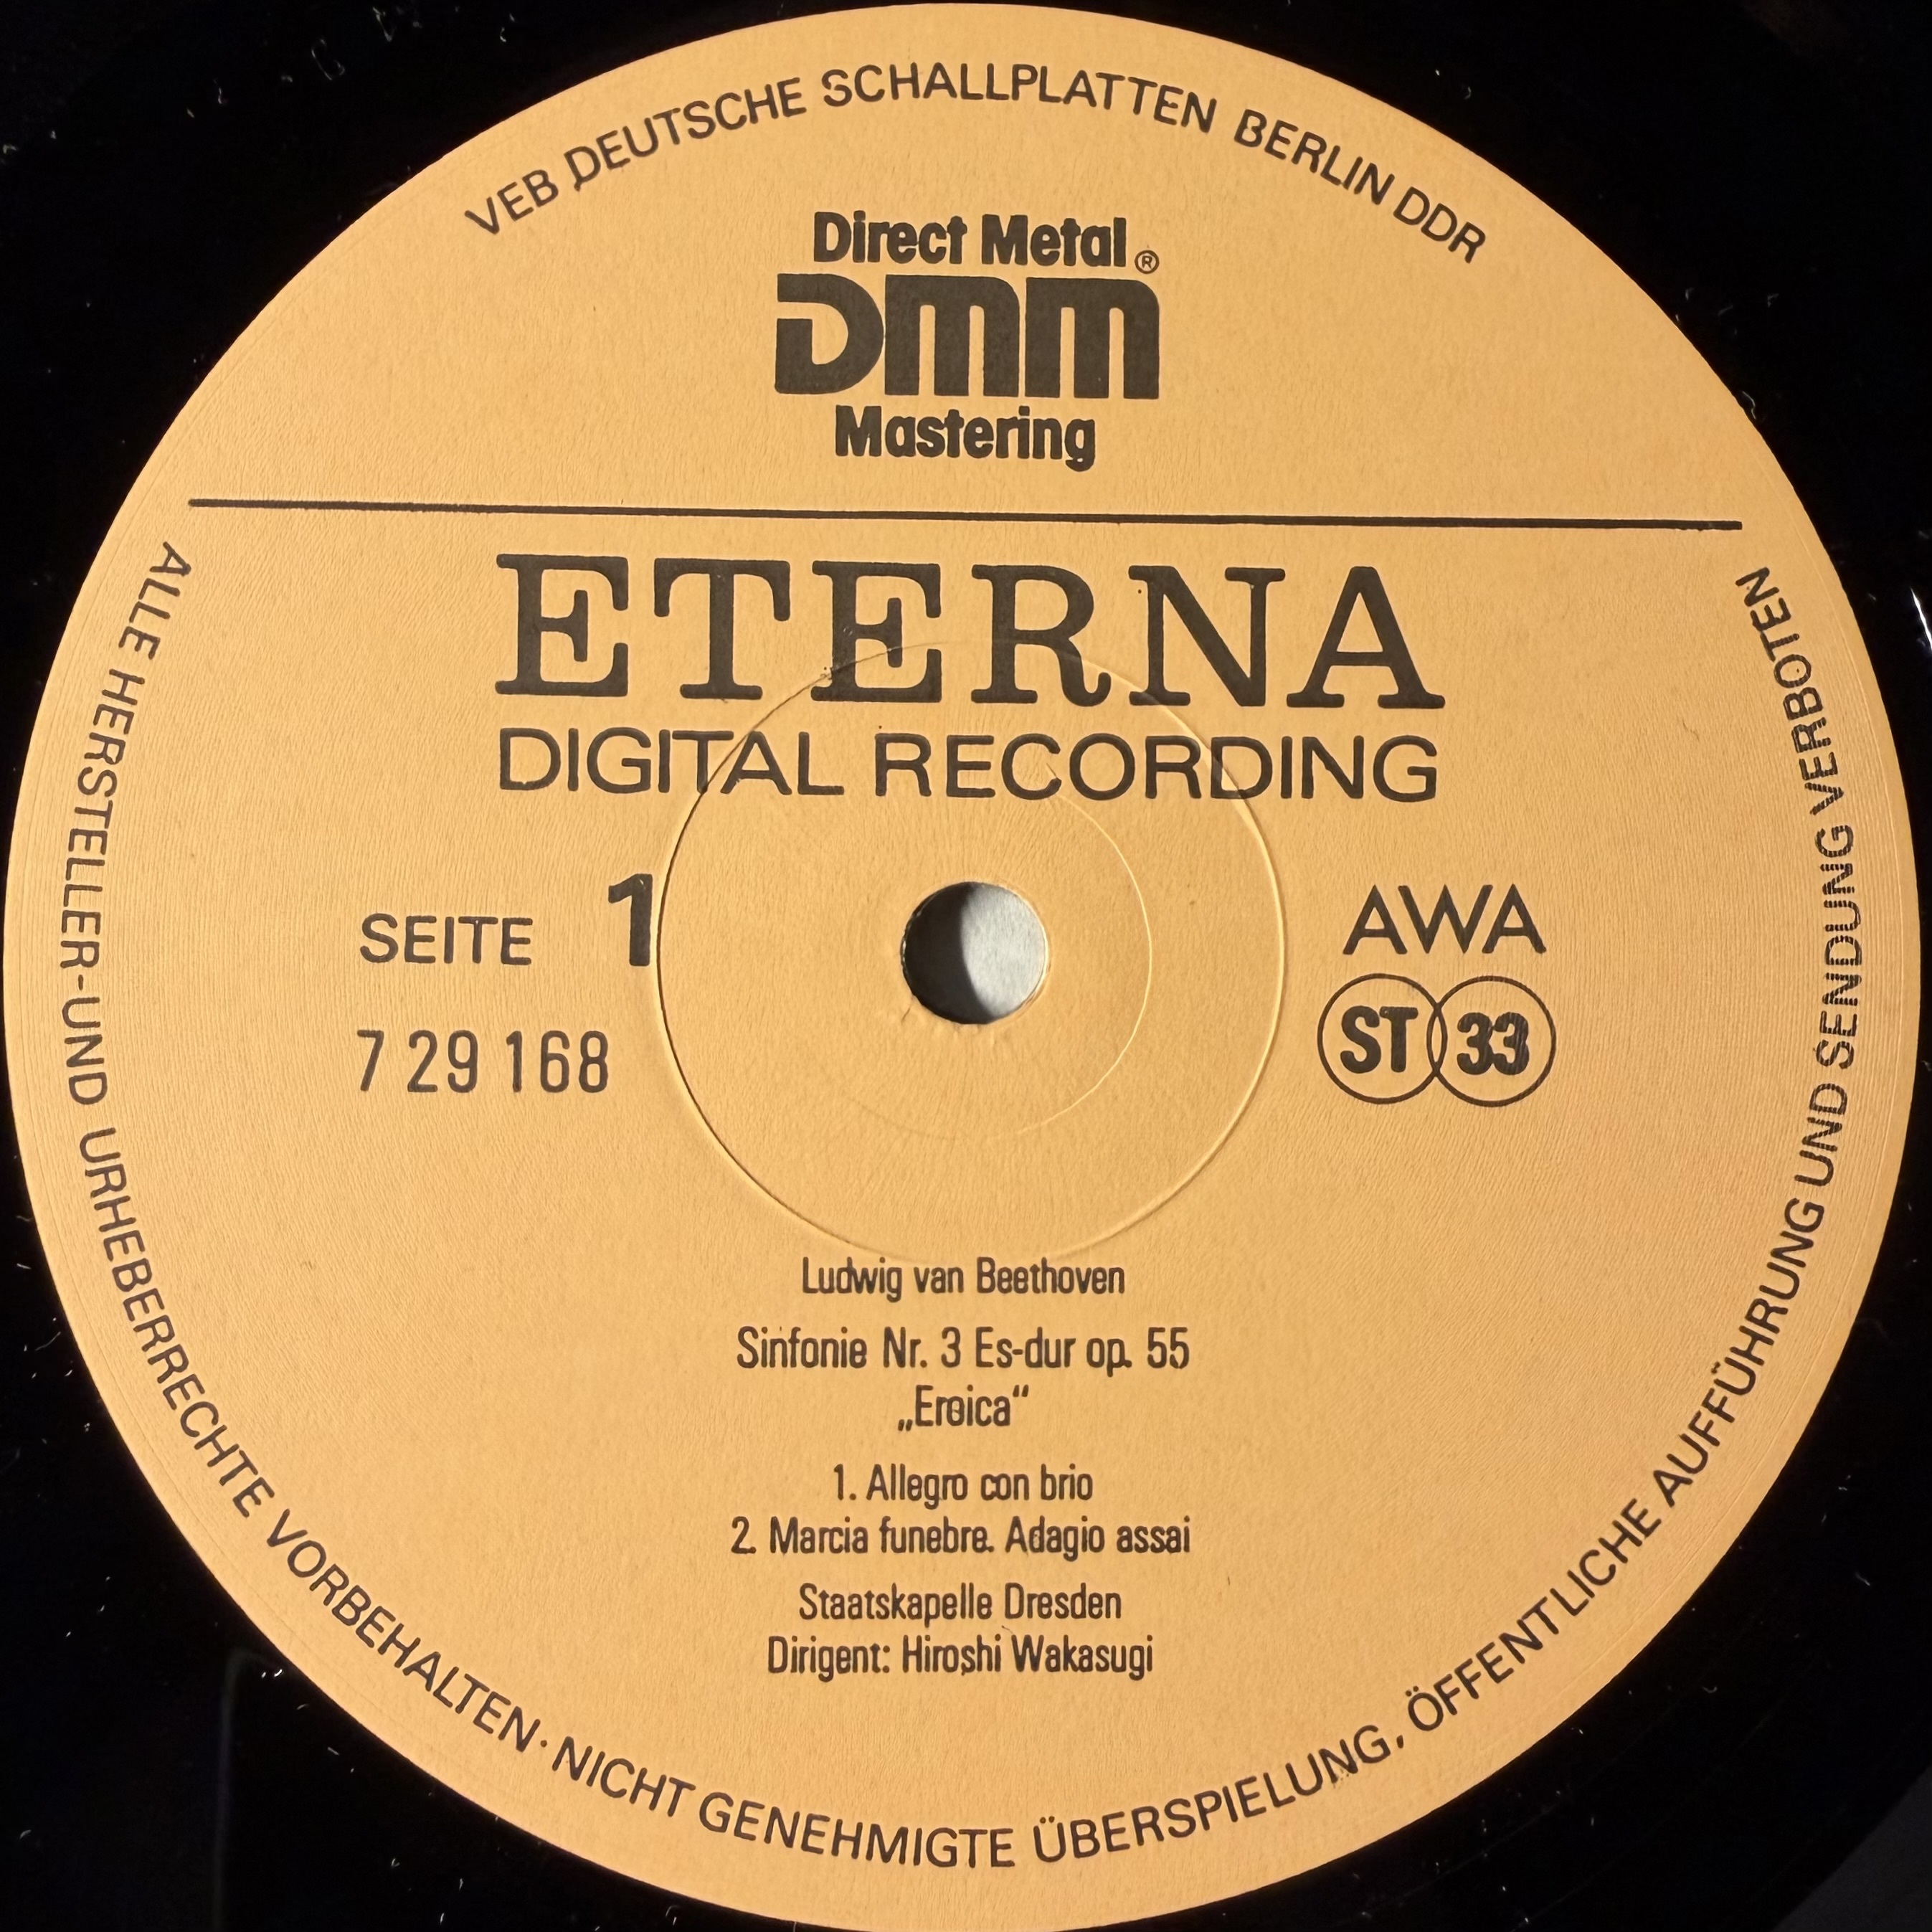 VEB DEUTSCHE SCHALLPLATTEN BERLIN DDR
Direct Metal ®
DMM
Mastering
ETERNA
DIGITAL RECORDING
SEITE 1
7 29 168
AWA
ST 33
Ludwig van Beethoven
Sinfonie Nr. 3 Es-dur op. 55
„Eroica“
1. Allegro con brio
2. Marcia funebre. Adagio assai
Staatskapelle Dresden
Dirigent: Hiroshi Wakasugi
ALLE HERSTELLER-UND URHEBERRECHTE VORBEHALTEN · NICHT GENEHMIGTE ÜBERSPIELUNG, ÖFFENTLICHE AUFFÜHRUNG UND SENDUNG VERBOTEN